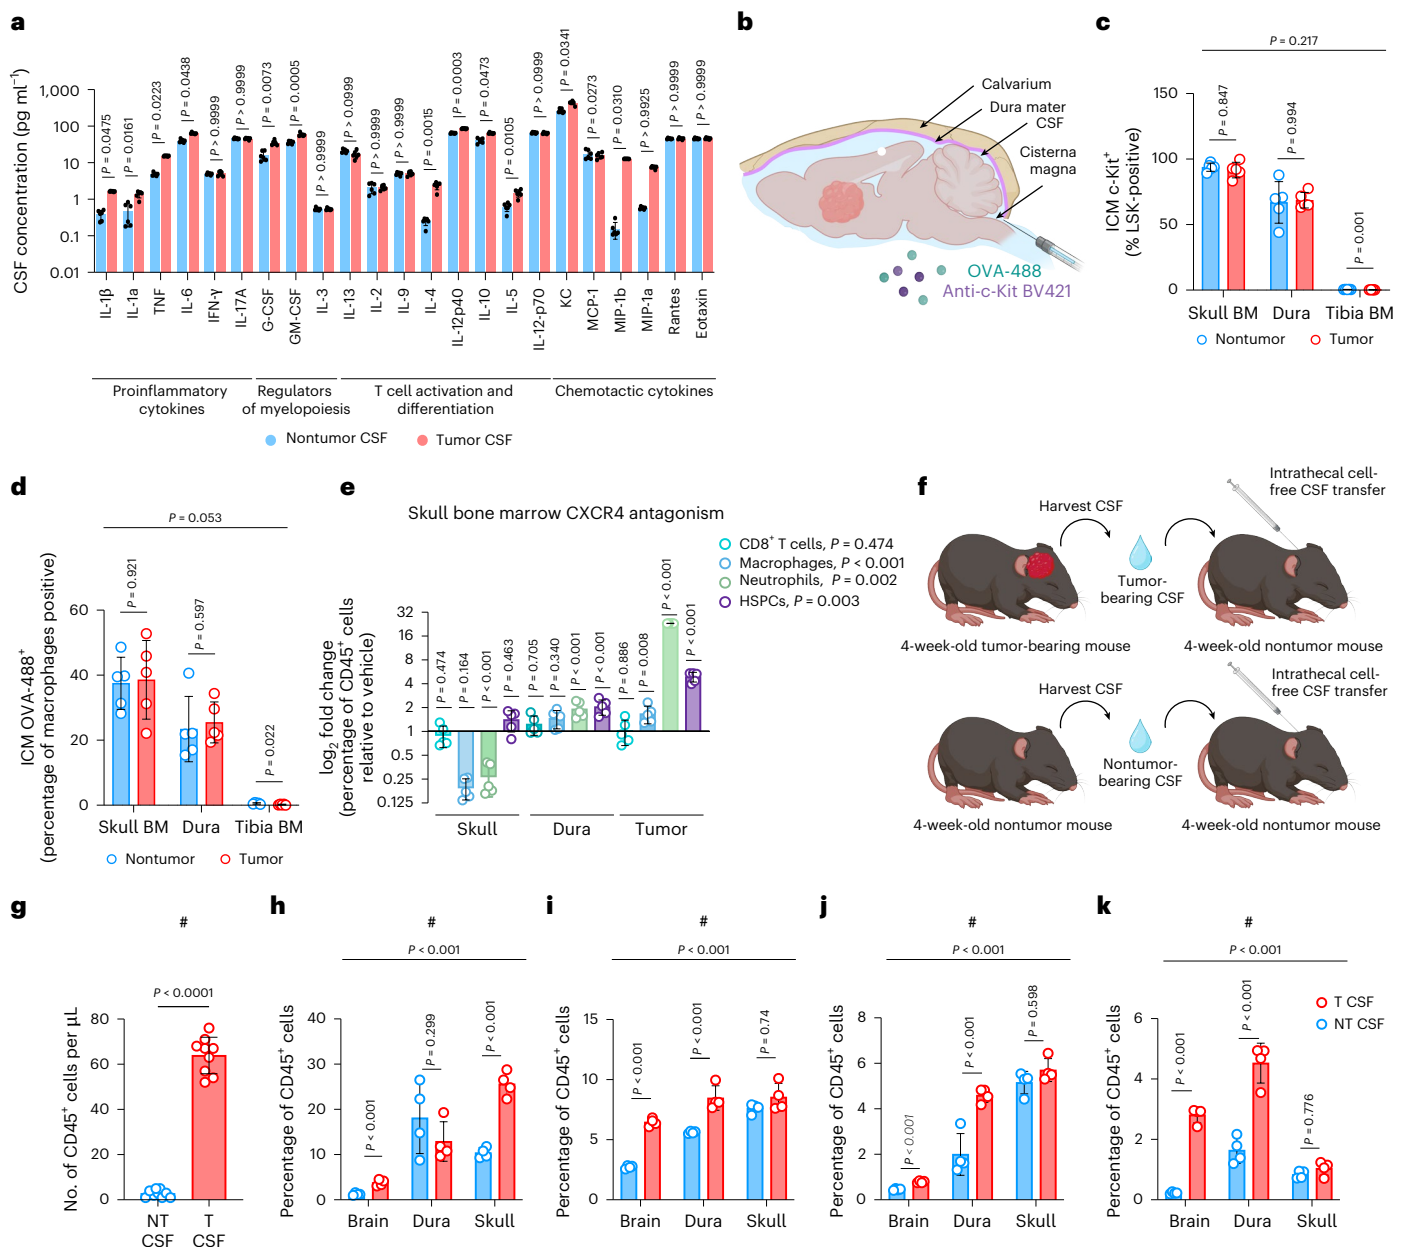 a
CSF concentration (pg ml⁻¹)
1,000
100
10
1
0.1
0.01
P = 0.0475
P = 0.0161
P = 0.0223
P = 0.0438
P > 0.9999
P > 0.9999
P = 0.0073
P = 0.0005
P > 0.9999
P > 0.0999
P > 0.9999
P > 0.9999
P = 0.0015
P = 0.0003
P = 0.0473
P = 0.0105
P > 0.0999
P = 0.0341
P = 0.0273
P = 0.0310
P > 0.9925
P > 0.9999
P > 0.9999
IL-1β
IL-1a
TNF
IL-6
IFN-γ
IL-17A
G-CSF
GM-CSF
IL-3
IL-13
IL-2
IL-9
IL-4
IL-12p40
IL-10
IL-5
IL-12-p70
KC
MCP-1
MIP-1b
MIP-1a
Rantes
Eotaxin
Proinflammatory
cytokines
Regulators
of myelopoiesis
T cell activation and
differentiation
Chemotactic cytokines
Nontumor CSF
Tumor CSF
b
Calvarium
Dura mater
CSF
Cisterna
magna
OVA-488
Anti-c-Kit BV421
c
P = 0.217
ICM c-Kit⁺
(% LSK-positive)
150
100
50
0
P = 0.847
P = 0.994
P = 0.001
Skull BM
Dura
Tibia BM
Nontumor
Tumor
d
P = 0.053
ICM OVA-488⁺
(percentage of macrophages positive)
60
40
20
0
P = 0.921
P = 0.597
P = 0.022
Skull BM
Dura
Tibia BM
Nontumor
Tumor
e
Skull bone marrow CXCR4 antagonism
CD8⁺ T cells, P = 0.474
Macrophages, P < 0.001
Neutrophils, P = 0.002
HSPCs, P = 0.003
log₂ fold change
(percentage of CD45⁺ cells
relative to vehicle)
32
16
8
4
2
1
0.5
0.25
0.125
P = 0.474
P = 0.164
P < 0.001
P = 0.463
P = 0.705
P = 0.340
P < 0.001
P < 0.001
P = 0.886
P = 0.008
P < 0.001
P < 0.001
Skull
Dura
Tumor
f
Harvest CSF
Intrathecal cell-
free CSF transfer
Tumor-
bearing CSF
4-week-old tumor-bearing mouse
4-week-old nontumor mouse
Harvest CSF
Intrathecal cell-
free CSF transfer
Nontumor-
bearing CSF
4-week-old nontumor mouse
4-week-old nontumor mouse
g
#
P < 0.0001
No. of CD45⁺ cells per µL
80
60
40
20
0
NT
CSF
T
CSF
h
#
P < 0.001
Percentage of CD45⁺ cells
40
30
20
10
0
P < 0.001
P = 0.299
P < 0.001
Brain
Dura
Skull
i
#
P < 0.001
Percentage of CD45⁺ cells
15
10
5
0
P < 0.001
P < 0.001
P = 0.74
Brain
Dura
Skull
j
#
P < 0.001
Percentage of CD45⁺ cells
8
6
4
2
0
P < 0.001
P < 0.001
P = 0.598
Brain
Dura
Skull
k
#
P < 0.001
Percentage of CD45⁺ cells
6
4
2
0
P < 0.001
P < 0.001
P = 0.776
Brain
Dura
Skull
T CSF
NT CSF